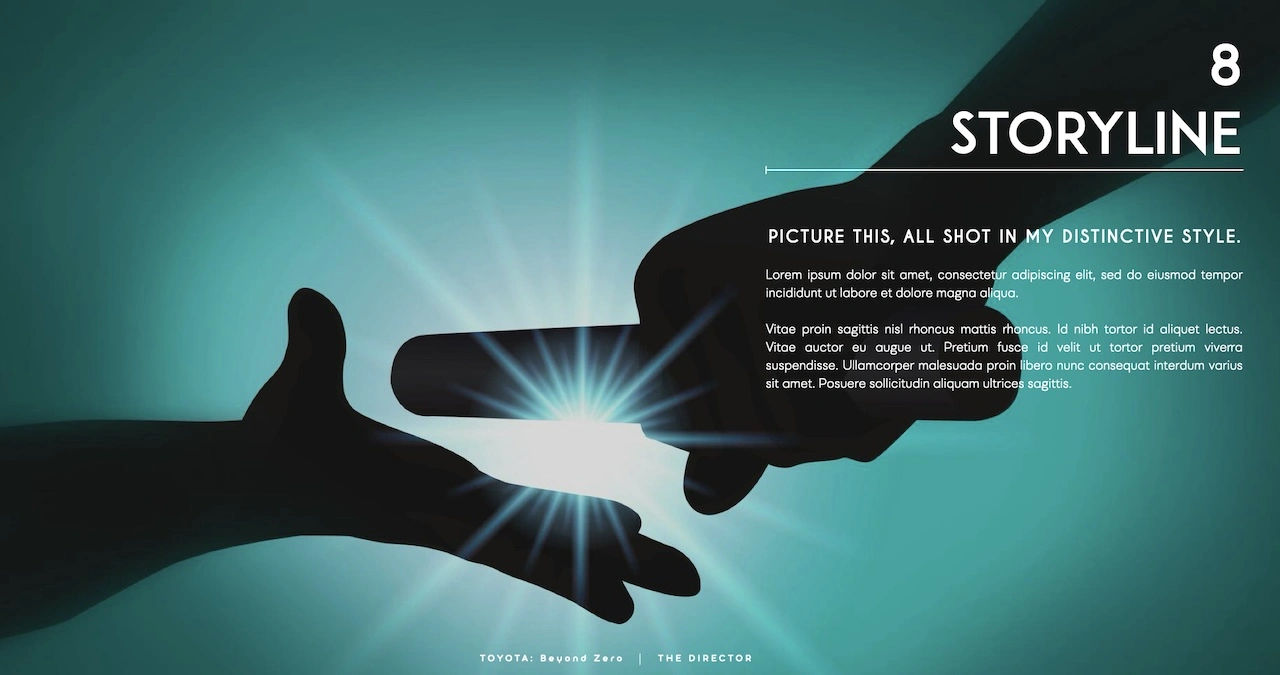 8
STORYLINE
PICTURE THIS, ALL SHOT IN MY DISTINCTIVE STYLE.
Lorem ipsum dolor sit amet, consectetur adipiscing elit, sed do eiusmod tempor
incididunt ut labore et dolore magna aliqua.
Vitae proin sagittis nisl rhoncus mattis rhoncus. Id nibh tortor id aliquet lectus.
Vitae auctor eu augue ut. Pretium fusce id velit ut tortor pretium viverra
suspendisse. Ullamcorper malesuada proin libero nunc consequat interdum varius
sit amet. Posuere sollicitudin aliquam ultrices sagittis.
TOYOTA: Beyond Zero | THE DIRECTOR